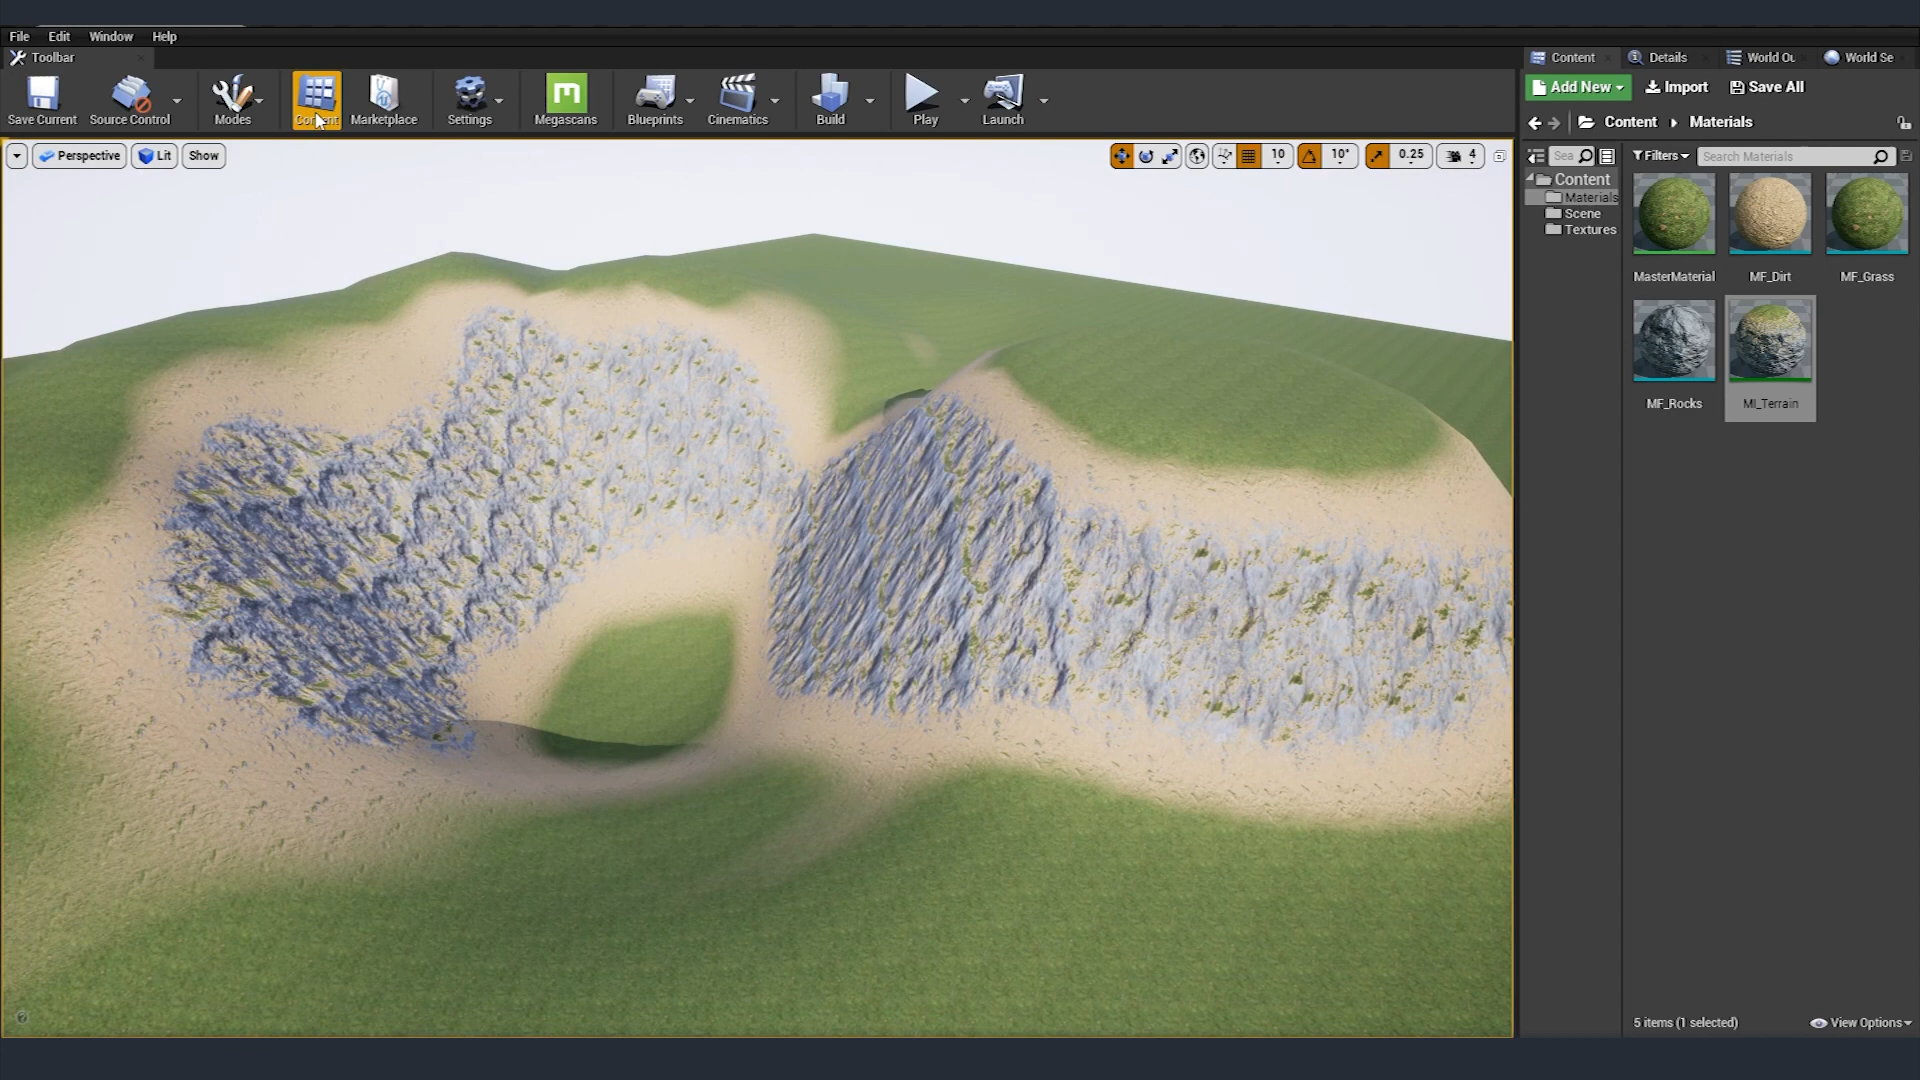 File Edit Window Help
Toolbar
Save Current Source Control Modes Content Marketplace Settings Megascans Blueprints Cinematics Build Play Launch
Perspective Lit Show
10 10° 0.25 4
Content Details World Ou World Se
Add New Import Save All
Content Materials
Sea Filters Search Materials
Content
Materials
Scene
Textures
MasterMaterial MF_Dirt MF_Grass
MF_Rocks MI_Terrain
5 items (1 selected) View Options